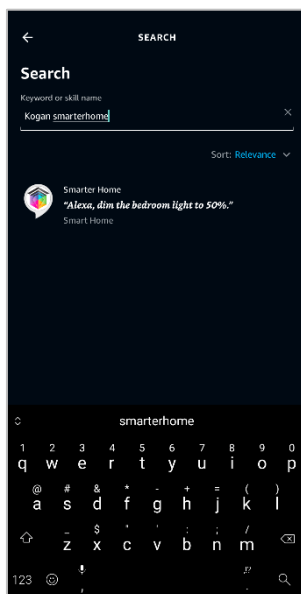 SEARCH
Search
Keyword or skill name
Kogan smarterhome
Sort: Relevance
Smarter Home
"Alexa, dim the bedroom light to 50%."
Smart Home
smarterhome
1 2 3 4 5 6 7 8 9 0
q w e r t y u i o p
@ # & * - + = ( )
a s d f g h j k l
_ $ " ' : ; /
z x c v b n m
123 , .